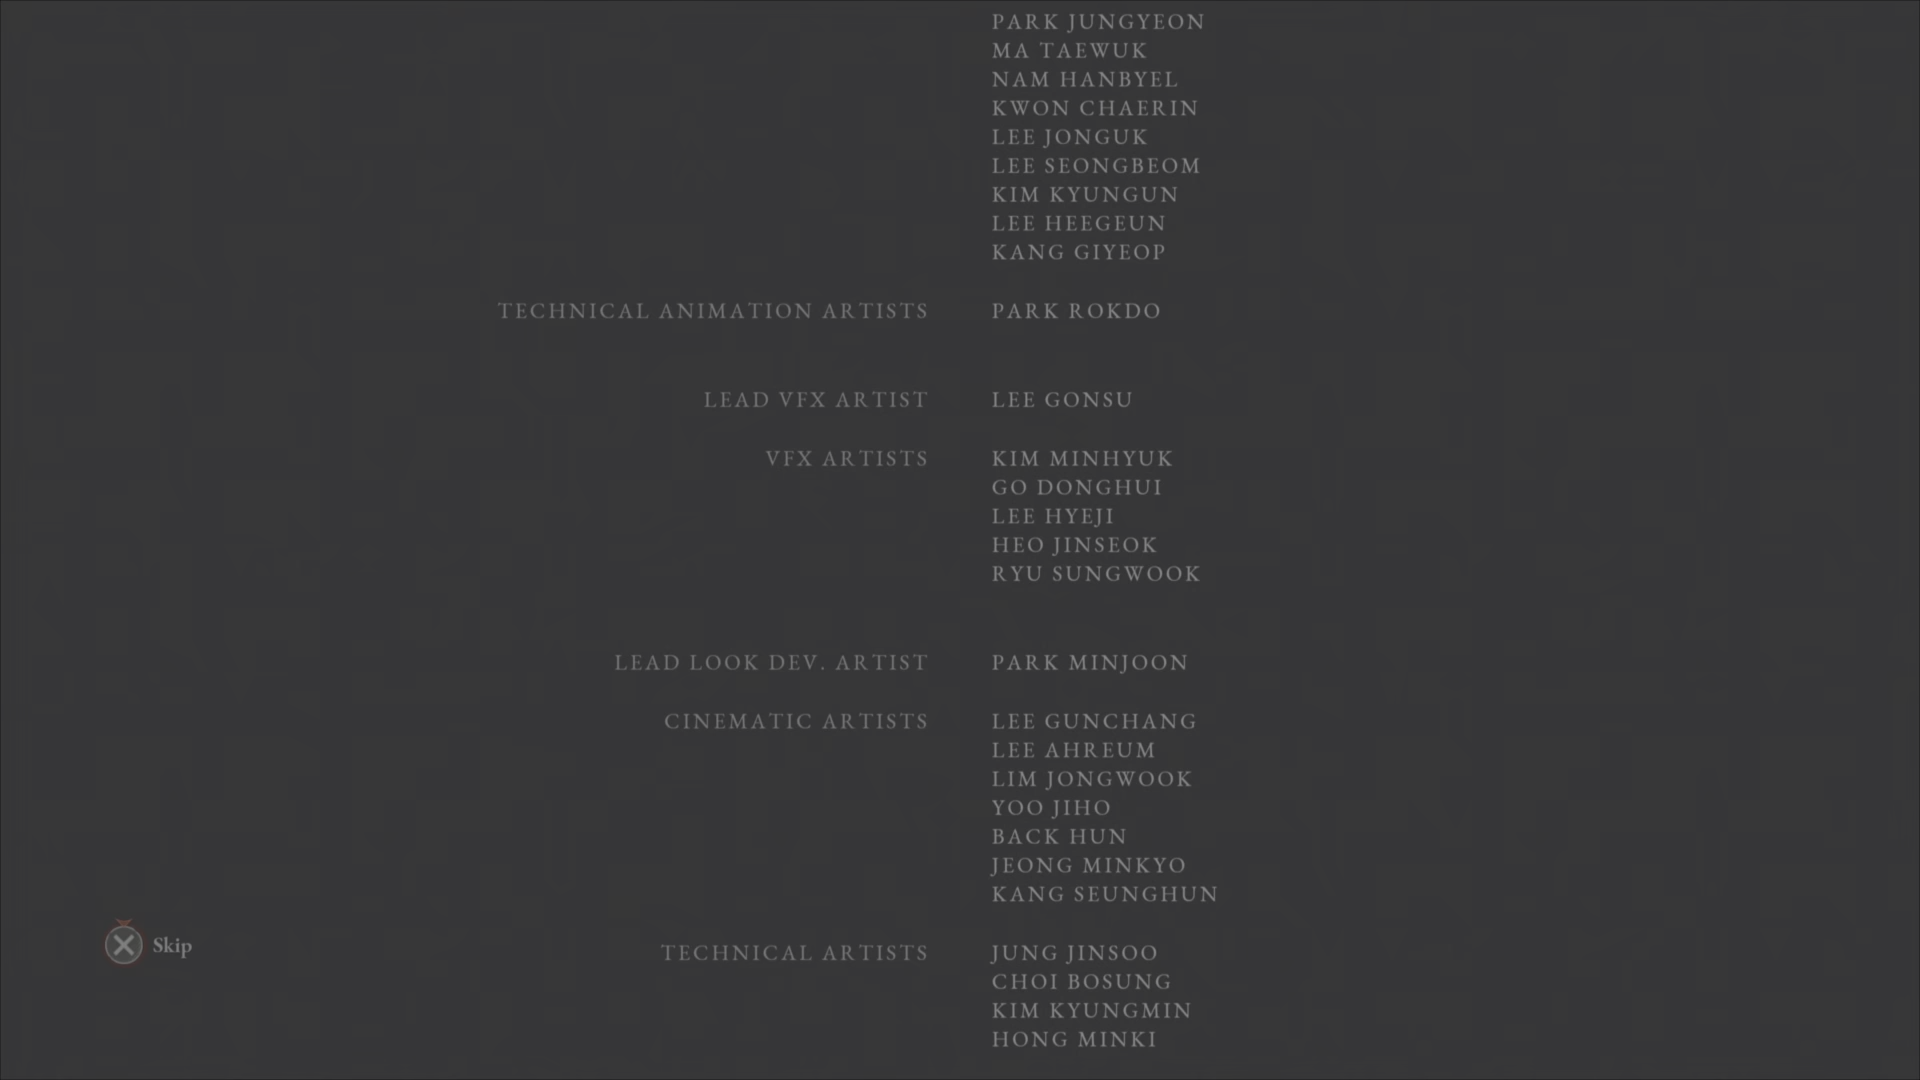 PARK JUNGYEON
MA TAEWUK
NAM HANBYEL
KWON CHAERIN
LEE JONGUK
LEE SEONGBEOM
KIM KYUNGUN
LEE HEEGEUN
KANG GIYEOP
TECHNICAL ANIMATION ARTISTS PARK ROKDO
LEAD VFX ARTIST LEE GONSU
VFX ARTISTS KIM MINHYUK
GO DONGHUI
LEE HYEJI
HEO JINSEOK
RYU SUNGWOOK
LEAD LOOK DEV. ARTIST PARK MINJOON
CINEMATIC ARTISTS LEE GUNCHANG
LEE AHREUM
LIM JONGWOOK
YOO JIHO
BACK HUN
JEONG MINKYO
KANG SEUNGHUN
Skip
TECHNICAL ARTISTS JUNG JINSOO
CHOI BOSUNG
KIM KYUNGMIN
HONG MINKI